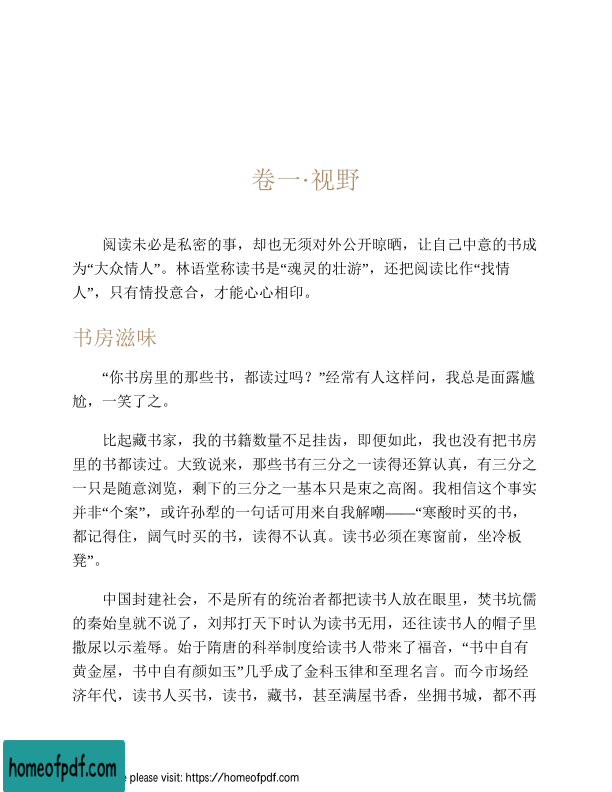 卷一·视野
阅读未必是私密的事，却也无须对外公开晾晒，让自己中意的书成
为“大众情人”。林语堂称读书是“魂灵的壮游”，还把阅读比作“找情
人”，只有情投意合，才能心心相印。
书房滋味
“你书房里的那些书，都读过吗？”经常有人这样问，我总是面露尴
尬，一笑了之。
比起藏书家，我的书籍数量不足挂齿，即便如此，我也没有把书房
里的书都读过。大致说来，那些书有三分之一读得还算认真，有三分之
一只是随意浏览，剩下的三分之一基本只是束之高阁。我相信这个事实
并非“个案”，或许孙犁的一句话可用来自我解嘲——“寒酸时买的书，
都记得住，阔气时买的书，读得不认真。读书必须在寒窗前，坐冷板
凳”。
中国封建社会，不是所有的统治者都把读书人放在眼里，焚书坑儒
的秦始皇就不说了，刘邦打天下时认为读书无用，还往读书人的帽子里
撒尿以示羞辱。始于隋唐的科举制度给读书人带来了福音，“书中自有
黄金屋，书中自有颜如玉”几乎成了金科玉律和至理名言。而今市场经
济年代，读书人买书，读书，藏书，甚至满屋书香，坐拥书城，都不再
homeofpdf.com
e please visit: https://homeofpdf.com